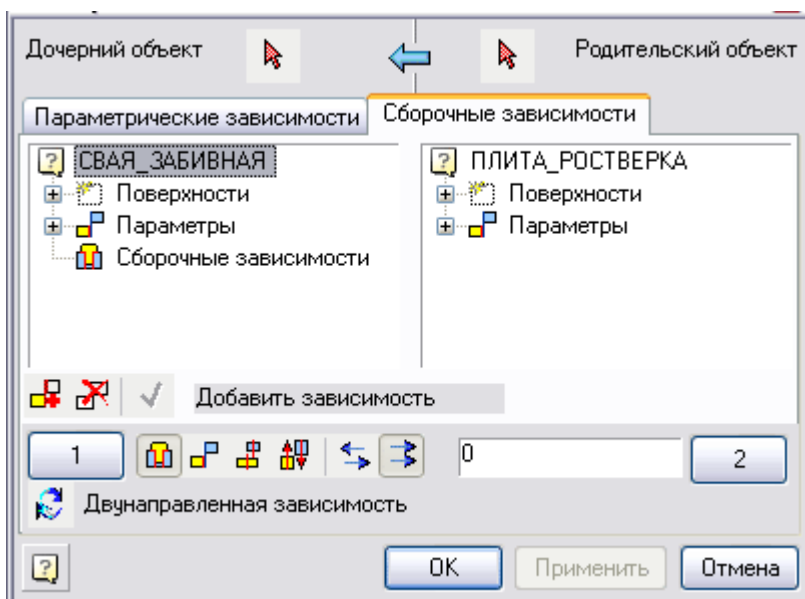 Дочерний объект Родительский объект
Параметрические зависимости Сборочные зависимости
СВАЯ_ЗАБИВНАЯ ПЛИТА_РОСТВЕРКА
Поверхности Поверхности
Параметры Параметры
Сборочные зависимости
Добавить зависимость
1 0 2
Двунаправленная зависимость
OK Применить Отмена